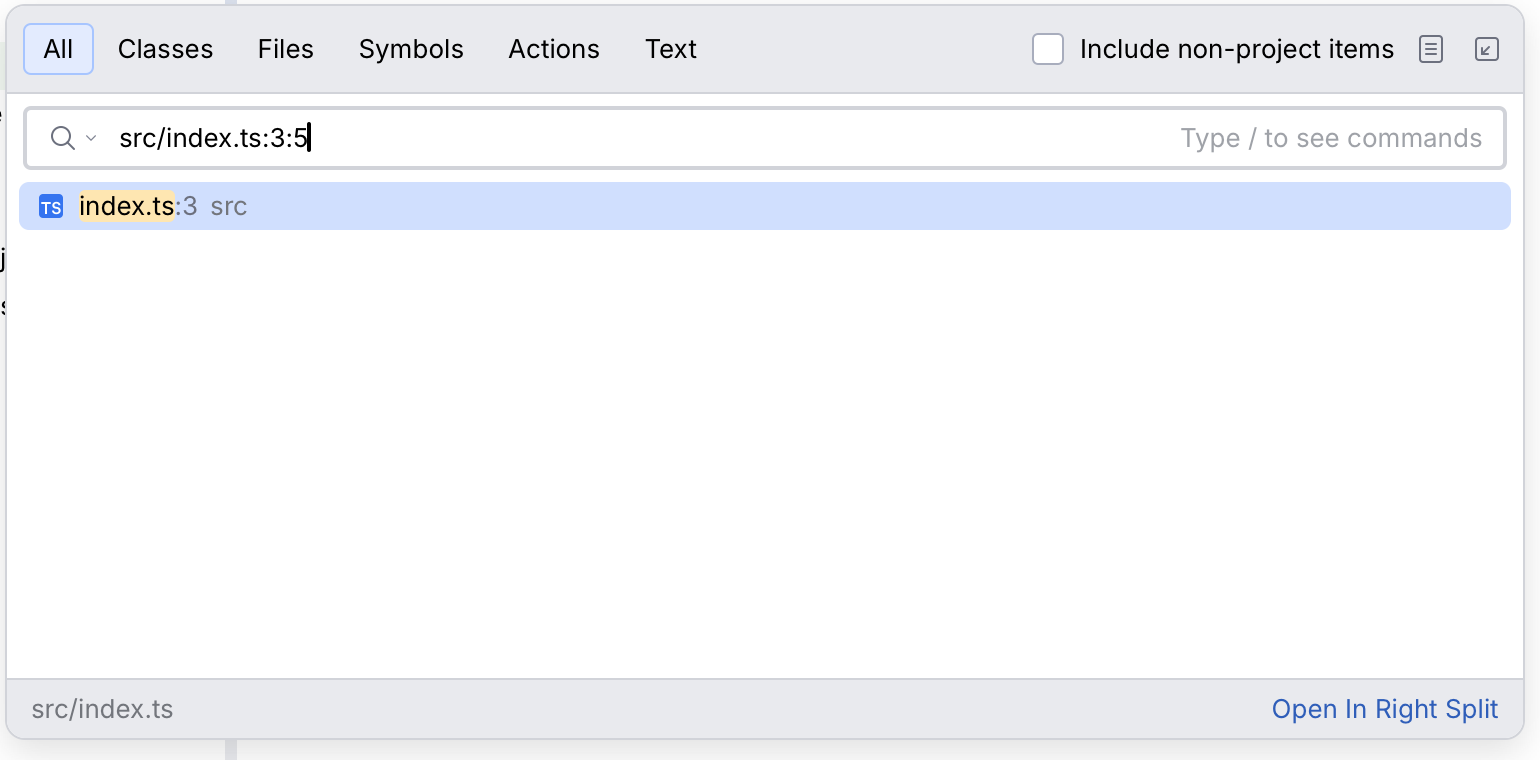 All Classes Files Symbols Actions Text Include non-project items
src/index.ts:3:5 Type / to see commands
TS index.ts:3 src
src/index.ts Open In Right Split